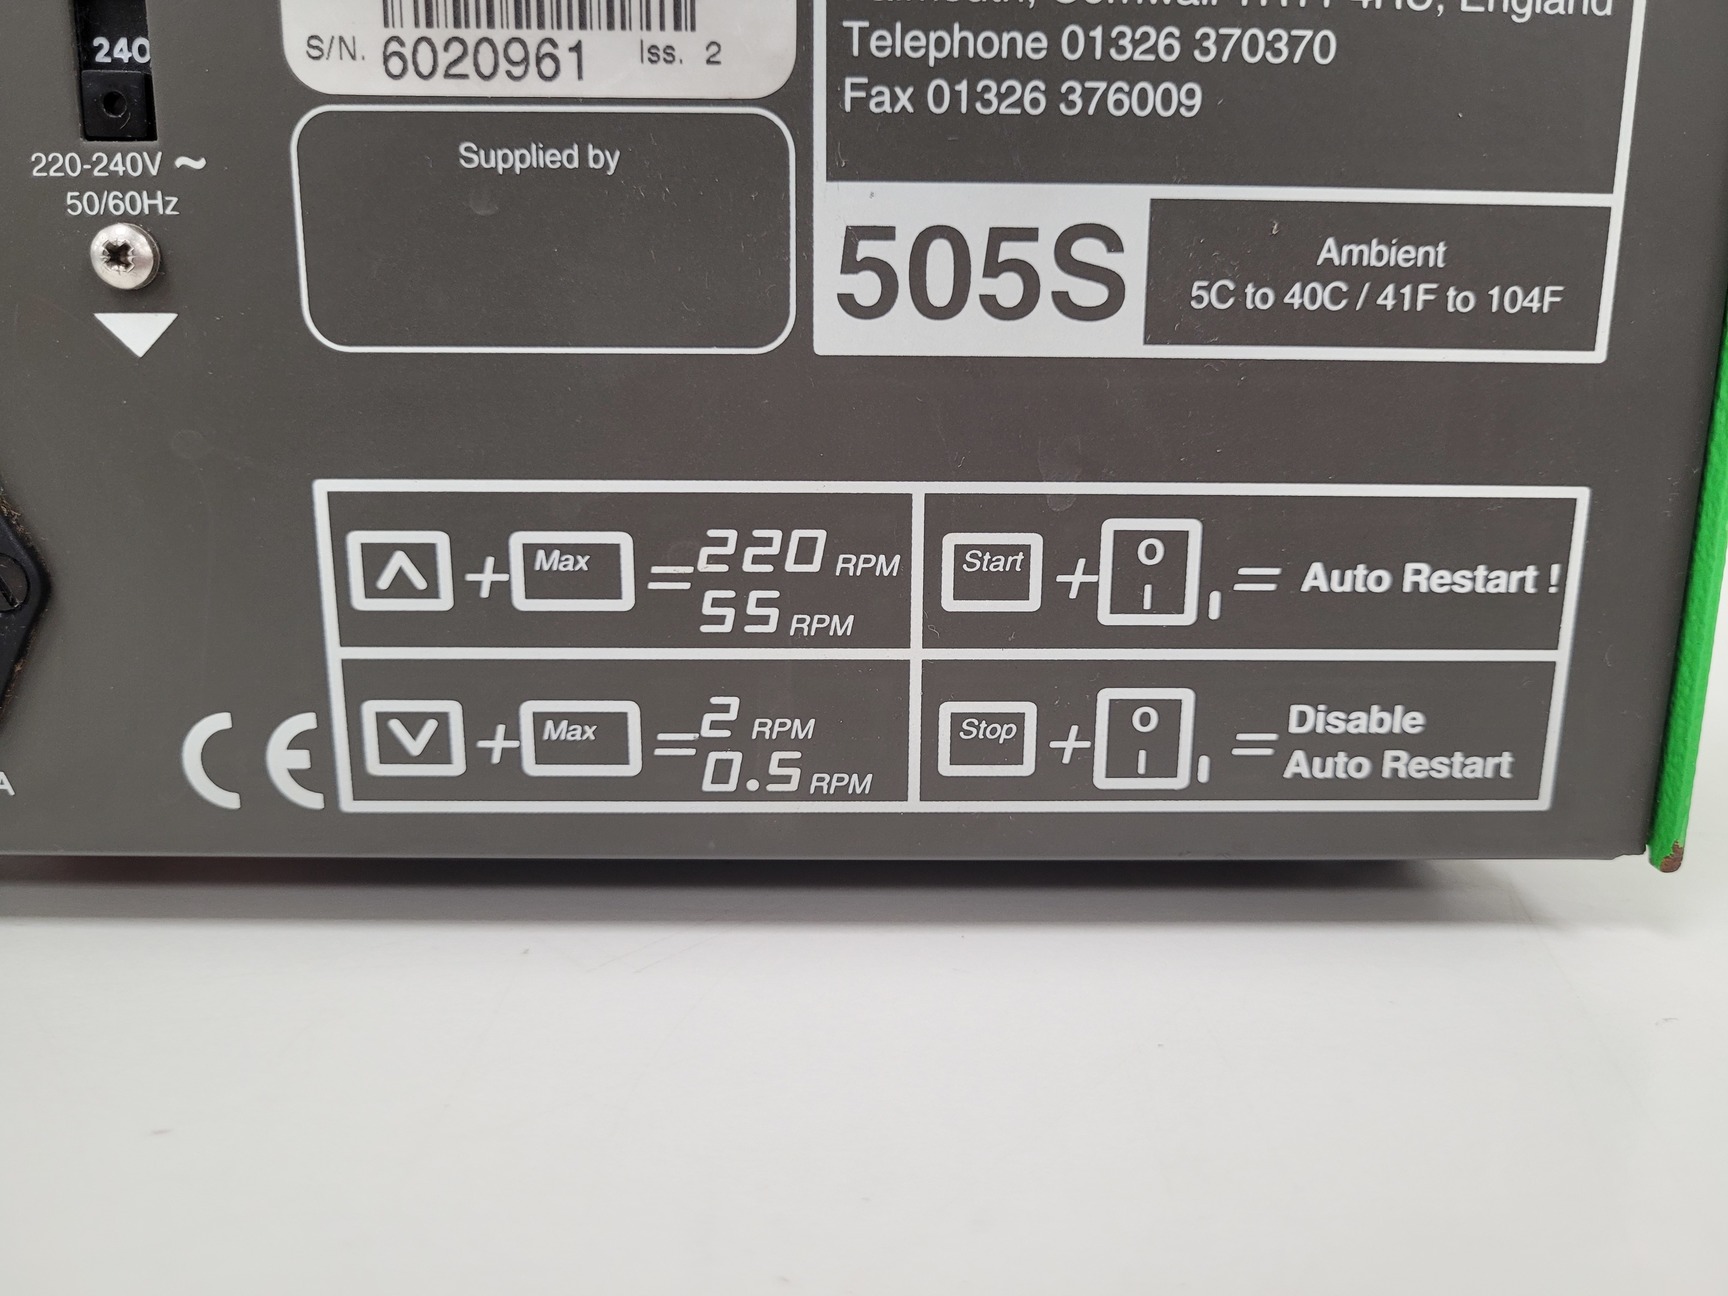 240
S/N. 6020961 Iss. 2
England
Telephone 01326 370370
Fax 01326 376009
220-240V ~
50/60Hz
Supplied by
505S
Ambient
5C to 40C / 41F to 104F
+ Max = 220 RPM
55 RPM
Start + O I , = Auto Restart !
+ Max = 2 RPM
0.5 RPM
Stop + O I , = Disable
Auto Restart
CE
A